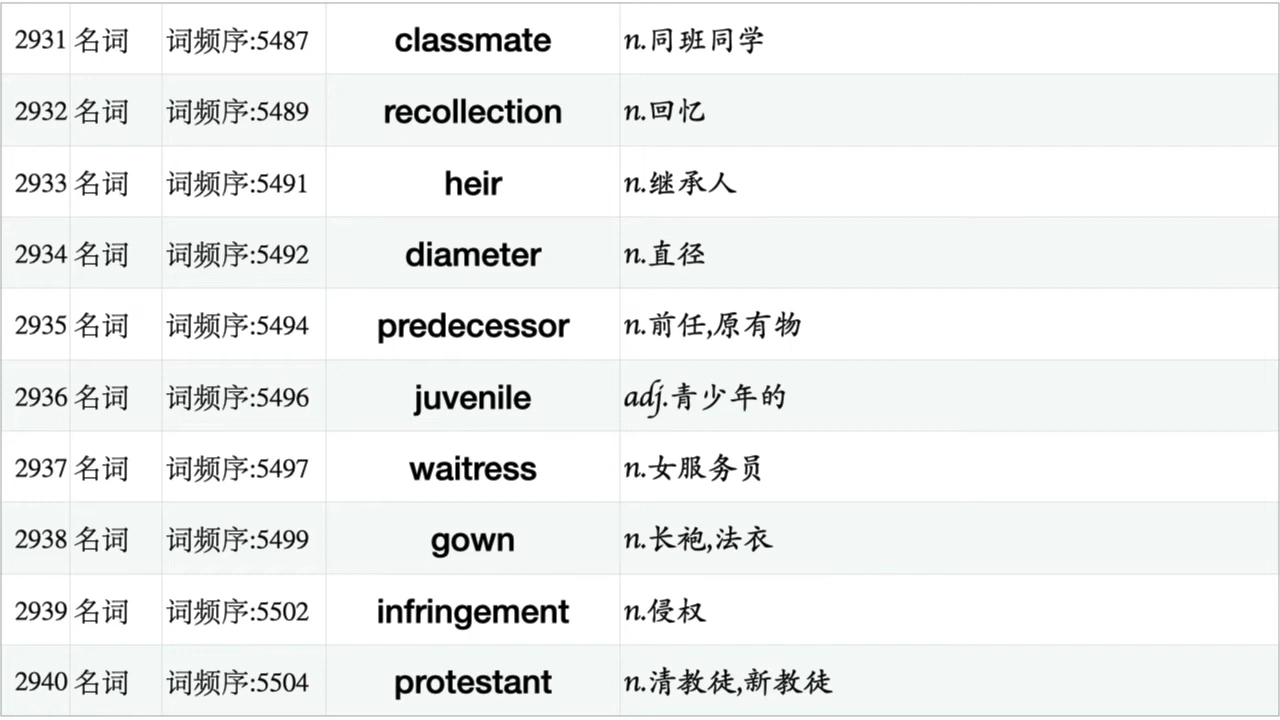 2931 名词 词频序:5487 classmate n.同班同学
2932 名词 词频序:5489 recollection n.回忆
2933 名词 词频序:5491 heir n.继承人
2934 名词 词频序:5492 diameter n.直径
2935 名词 词频序:5494 predecessor n.前任,原有物
2936 名词 词频序:5496 juvenile adj.青少年的
2937 名词 词频序:5497 waitress n.女服务员
2938 名词 词频序:5499 gown n.长袍,法衣
2939 名词 词频序:5502 infringement n.侵权
2940 名词 词频序:5504 protestant n.清教徒,新教徒